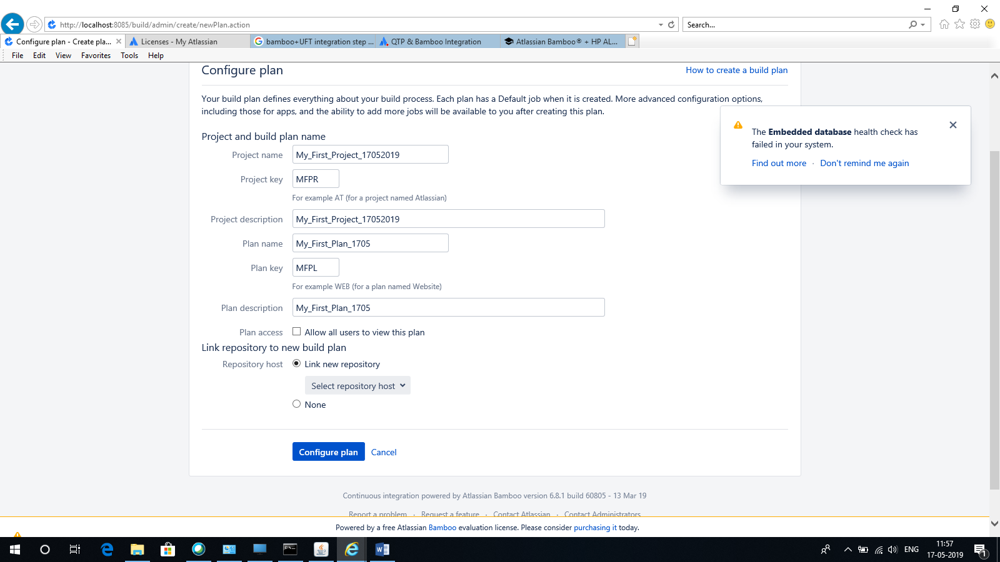 http://localhost:8085/build/admin/create/newPlan.action
Search...
Configure plan - Create pla...
Licenses - My Atlassian
bamboo+UFT integration step ...
QTP & Bamboo Integration
Atlassian Bamboo® + HP AL...
File Edit View Favorites Tools Help
Configure plan
How to create a build plan
Your build plan defines everything about your build process. Each plan has a Default job when it is created. More advanced configuration options,
including those for apps, and the ability to add more jobs will be available to you after creating this plan.
The Embedded database health check has
failed in your system.
Find out more · Don't remind me again
Project and build plan name
Project name My_First_Project_17052019
Project key MFPR
For example AT (for a project named Atlassian)
Project description My_First_Project_17052019
Plan name My_First_Plan_1705
Plan key MFPL
For example WEB (for a plan named Website)
Plan description My_First_Plan_1705
Plan access Allow all users to view this plan
Link repository to new build plan
Repository host Link new repository
Select repository host
None
Configure plan Cancel
Continuous integration powered by Atlassian Bamboo version 6.8.1 build 60805 - 13 Mar 19
Report a problem · Request a feature · Contact Atlassian · Contact Administrators
Powered by a free Atlassian Bamboo evaluation license. Please consider purchasing it today.
ENG
11:57
17-05-2019
1